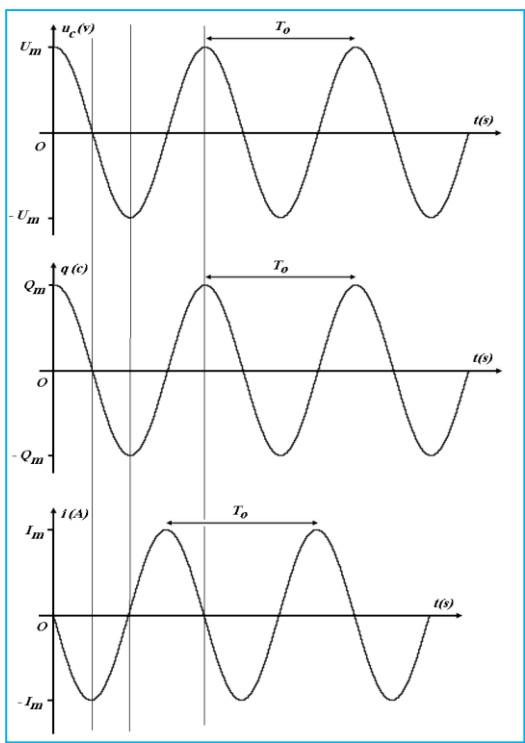 u_c (v)
U_m
T_o
t(s)
O
- U_m
q (c)
Q_m
T_o
t(s)
O
- Q_m
i (A)
I_m
T_o
t(s)
O
- I_m